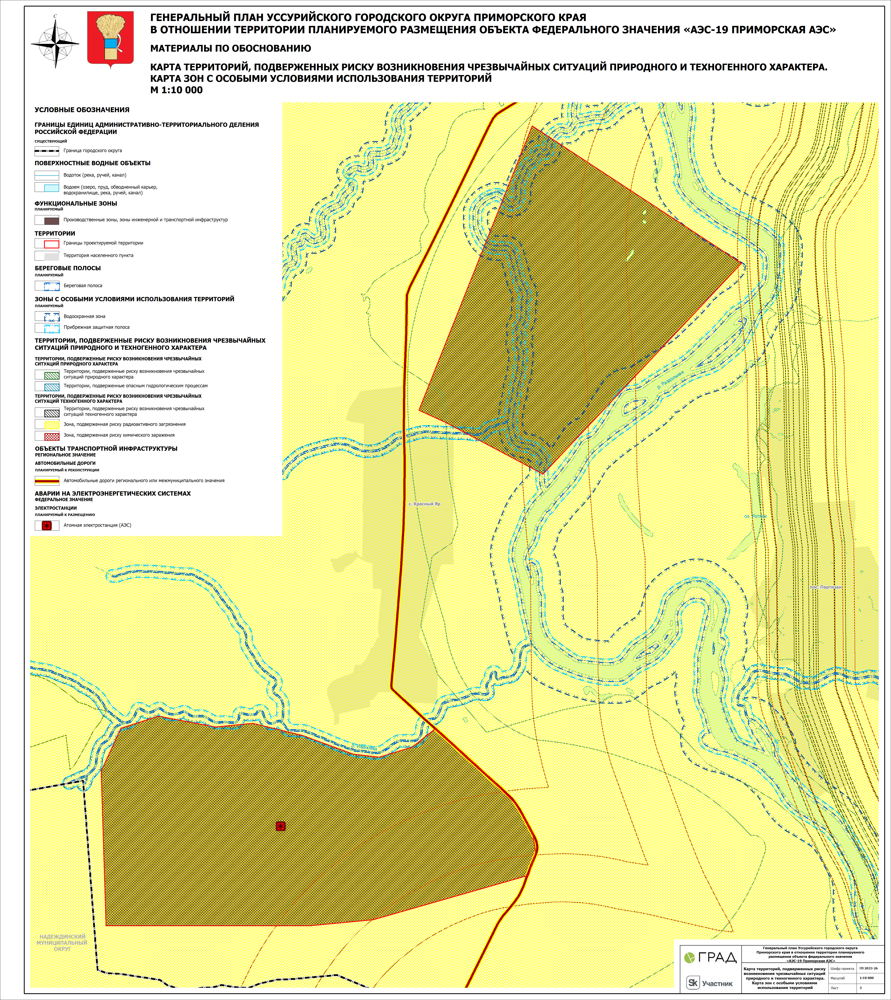 С
ГЕНЕРАЛЬНЫЙ ПЛАН УССУРИЙСКОГО ГОРОДСКОГО ОКРУГА ПРИМОРСКОГО КРАЯ
В ОТНОШЕНИИ ТЕРРИТОРИИ ПЛАНИРУЕМОГО РАЗМЕЩЕНИЯ ОБЪЕКТА ФЕДЕРАЛЬНОГО ЗНАЧЕНИЯ «АЭС-19 ПРИМОРСКАЯ АЭС»
МАТЕРИАЛЫ ПО ОБОСНОВАНИЮ
КАРТА ТЕРРИТОРИЙ, ПОДВЕРЖЕННЫХ РИСКУ ВОЗНИКНОВЕНИЯ ЧРЕЗВЫЧАЙНЫХ СИТУАЦИЙ ПРИРОДНОГО И ТЕХНОГЕННОГО ХАРАКТЕРА.
КАРТА ЗОН С ОСОБЫМИ УСЛОВИЯМИ ИСПОЛЬЗОВАНИЯ ТЕРРИТОРИЙ
М 1:10 000
УСЛОВНЫЕ ОБОЗНАЧЕНИЯ
ГРАНИЦЫ ЕДИНИЦ АДМИНИСТРАТИВНО-ТЕРРИТОРИАЛЬНОГО ДЕЛЕНИЯ
РОССИЙСКОЙ ФЕДЕРАЦИИ
СУЩЕСТВУЮЩИЙ
Граница городского округа
ПОВЕРХНОСТНЫЕ ВОДНЫЕ ОБЪЕКТЫ
Водоток (река, ручей, канал)
Водоем (озеро, пруд, обводненный карьер,
водохранилище, река, ручей, канал)
ФУНКЦИОНАЛЬНЫЕ ЗОНЫ
ПЛАНИРУЕМЫЙ
Производственные зоны, зоны инженерной и транспортной инфраструктур
ТЕРРИТОРИИ
Границы проектируемой территории
Территория населенного пункта
БЕРЕГОВЫЕ ПОЛОСЫ
ПЛАНИРУЕМЫЙ
Береговая полоса
ЗОНЫ С ОСОБЫМИ УСЛОВИЯМИ ИСПОЛЬЗОВАНИЯ ТЕРРИТОРИЙ
ПЛАНИРУЕМЫЙ
Водоохранная зона
Прибрежная защитная полоса
ТЕРРИТОРИИ, ПОДВЕРЖЕННЫЕ РИСКУ ВОЗНИКНОВЕНИЯ ЧРЕЗВЫЧАЙНЫХ
СИТУАЦИЙ ПРИРОДНОГО И ТЕХНОГЕННОГО ХАРАКТЕРА
ТЕРРИТОРИИ, ПОДВЕРЖЕННЫЕ РИСКУ ВОЗНИКНОВЕНИЯ ЧРЕЗВЫЧАЙНЫХ
СИТУАЦИЙ ПРИРОДНОГО ХАРАКТЕРА
Территории, подверженные риску возникновения чрезвычайных
ситуаций природного характера
Территории, подверженные опасным гидрологическим процессам
ТЕРРИТОРИИ, ПОДВЕРЖЕННЫЕ РИСКУ ВОЗНИКНОВЕНИЯ ЧРЕЗВЫЧАЙНЫХ
СИТУАЦИЙ ТЕХНОГЕННОГО ХАРАКТЕРА
Территории, подверженные риску возникновения чрезвычайных
ситуаций техногенного характера
Зона, подверженная риску радиоактивного загрязнения
Зона, подверженная риску химического заражения
ОБЪЕКТЫ ТРАНСПОРТНОЙ ИНФРАСТРУКТУРЫ
РЕГИОНАЛЬНОЕ ЗНАЧЕНИЕ
АВТОМОБИЛЬНЫЕ ДОРОГИ
ПЛАНИРУЕМЫЙ К РЕКОНСТРУКЦИИ
Автомобильные дороги регионального или межмуниципального значения
АВАРИИ НА ЭЛЕКТРОЭНЕРГЕТИЧЕСКИХ СИСТЕМАХ
ФЕДЕРАЛЬНОЕ ЗНАЧЕНИЕ
ЭЛЕКТРОСТАНЦИИ
ПЛАНИРУЕМЫЙ К РАЗМЕЩЕНИЮ
Атомная электростанция (АЭС)
р. Раздольная
с. Красный Яр
оз. Ротное
пос. Партизан
р. Ивановка
НАДЕЖДИНСКИЙ
МУНИЦИПАЛЬНЫЙ
ОКРУГ
ГРАД
Sk Участник
Генеральный план Уссурийского городского округа
Приморского края в отношении территории планируемого
размещения объекта федерального значения
«АЭС-19 Приморская АЭС»
Карта территорий, подверженных риску
возникновения чрезвычайных ситуаций
природного и техногенного характера.
Карта зон с особыми условиями
использования территорий
Шифр проекта ГП 2033-26
Масштаб 1:10 000
Лист 3